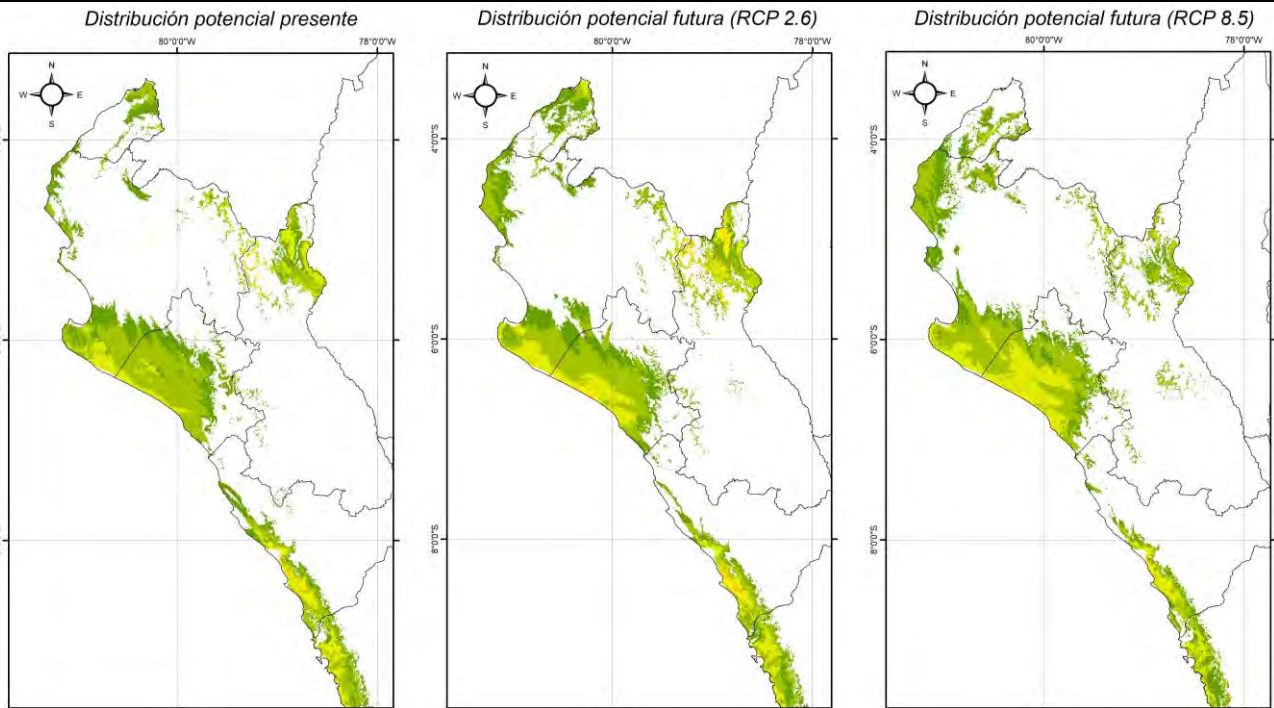 Distribución potencial presente
80°0'0"W
78°0'0"W
N
W
E
S
Distribución potencial futura (RCP 2.6)
80°0'0"W
78°0'0"W
N
W
E
S
4°0'0"S
6°0'0"S
8°0'0"S
Distribución potencial futura (RCP 8.5)
80°0'0"W
78°0'0"W
N
W
E
S
4°0'0"S
6°0'0"S
8°0'0"S